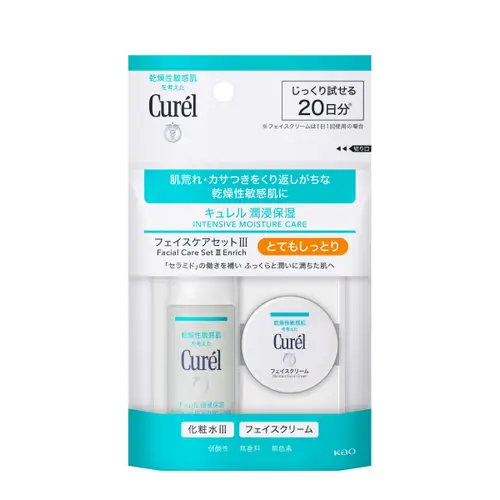 乾燥性敏感肌
を考えた
Curél
じっくり試せる
20日分※
※フェイスクリームは1日1回使用の場合
◀◀切り口
肌荒れ・カサつきをくり返しがちな
乾燥性敏感肌に
キュレル 潤浸保湿
INTENSIVE MOISTURE CARE
フェイスケアセットIII
Facial Care Set III Enrich
とてもしっとり
「セラミド」の働きを補い ふっくらと潤いに満ちた肌へ
乾燥性敏感肌
を考えた
Curél
キュレル 潤浸保湿
乾燥性敏感肌
を考えた
Curél
フェイスクリーム
化粧水III
フェイスクリーム
弱酸性 無香料 無着色
Kao